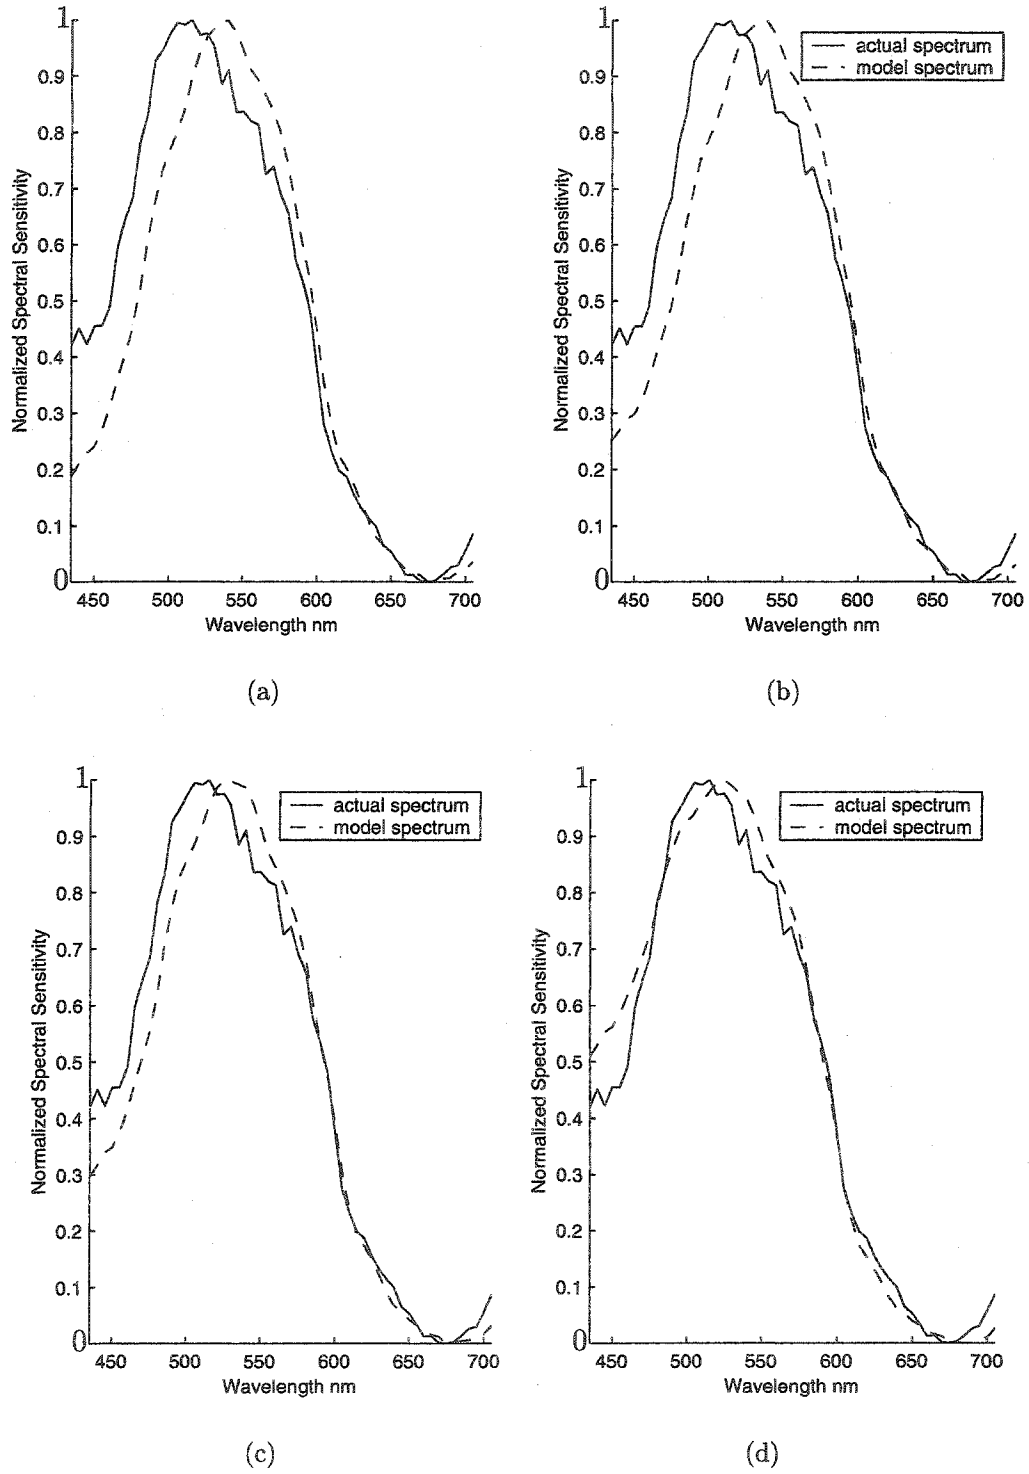 1
0.9
0.8
0.7
0.6
0.5
0.4
0.3
0.2
0.1
0
Normalized Spectral Sensitivity
450 500 550 600 650 700
Wavelength nm
(a)
1
0.9
0.8
0.7
0.6
0.5
0.4
0.3
0.2
0.1
0
Normalized Spectral Sensitivity
actual spectrum
model spectrum
450 500 550 600 650 700
Wavelength nm
(b)
1
0.9
0.8
0.7
0.6
0.5
0.4
0.3
0.2
0.1
0
Normalized Spectral Sensitivity
actual spectrum
model spectrum
450 500 550 600 650 700
Wavelength nm
(c)
1
0.9
0.8
0.7
0.6
0.5
0.4
0.3
0.2
0.1
0
Normalized Spectral Sensitivity
actual spectrum
model spectrum
450 500 550 600 650 700
Wavelength nm
(d)